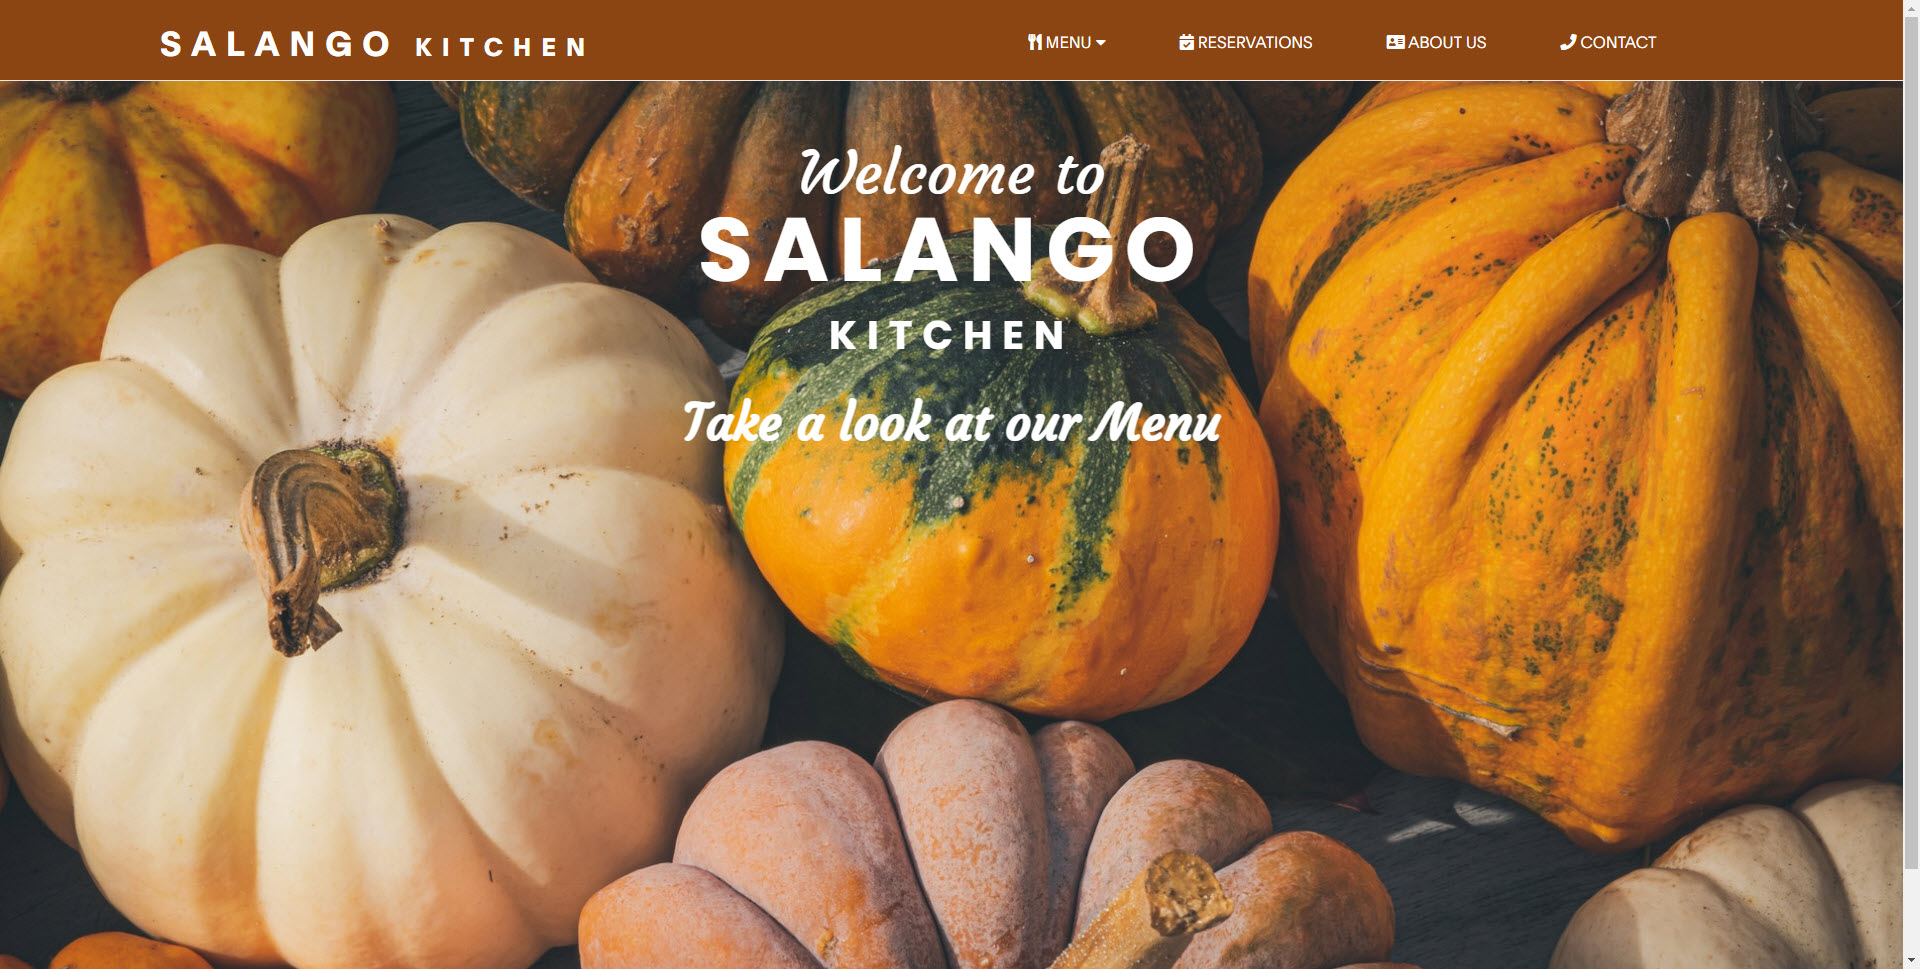 SALANGO KITCHEN
MENU
RESERVATIONS
ABOUT US
CONTACT
Welcome to
SALANGO
KITCHEN
Take a look at our Menu